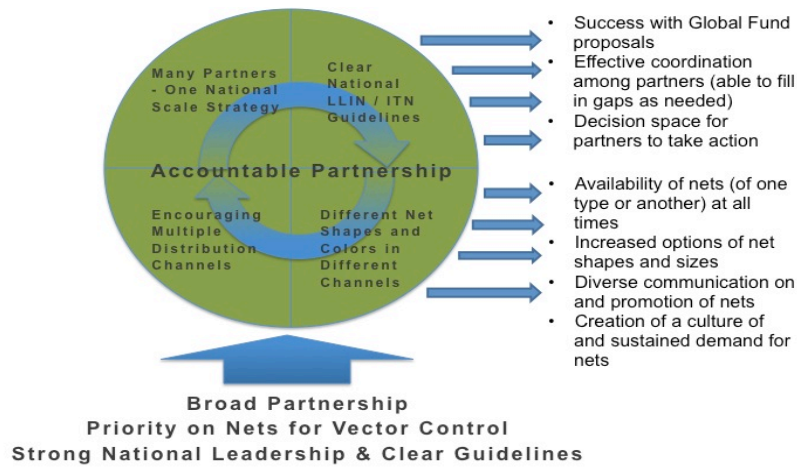 Many Partners
- One National
Scale Strategy
Clear
National
LLIN / ITN
Guidelines
Accountable Partnership
Encouraging
Multiple
Distribution
Channels
Different Net
Shapes and
Colors in
Different
Channels
• Success with Global Fund
proposals
• Effective coordination
among partners (able to fill
in gaps as needed)
• Decision space for
partners to take action
• Availability of nets (of one
type or another) at all
times
• Increased options of net
shapes and sizes
• Diverse communication on
and promotion of nets
• Creation of a culture of
and sustained demand for
nets
Broad Partnership
Priority on Nets for Vector Control
Strong National Leadership & Clear Guidelines